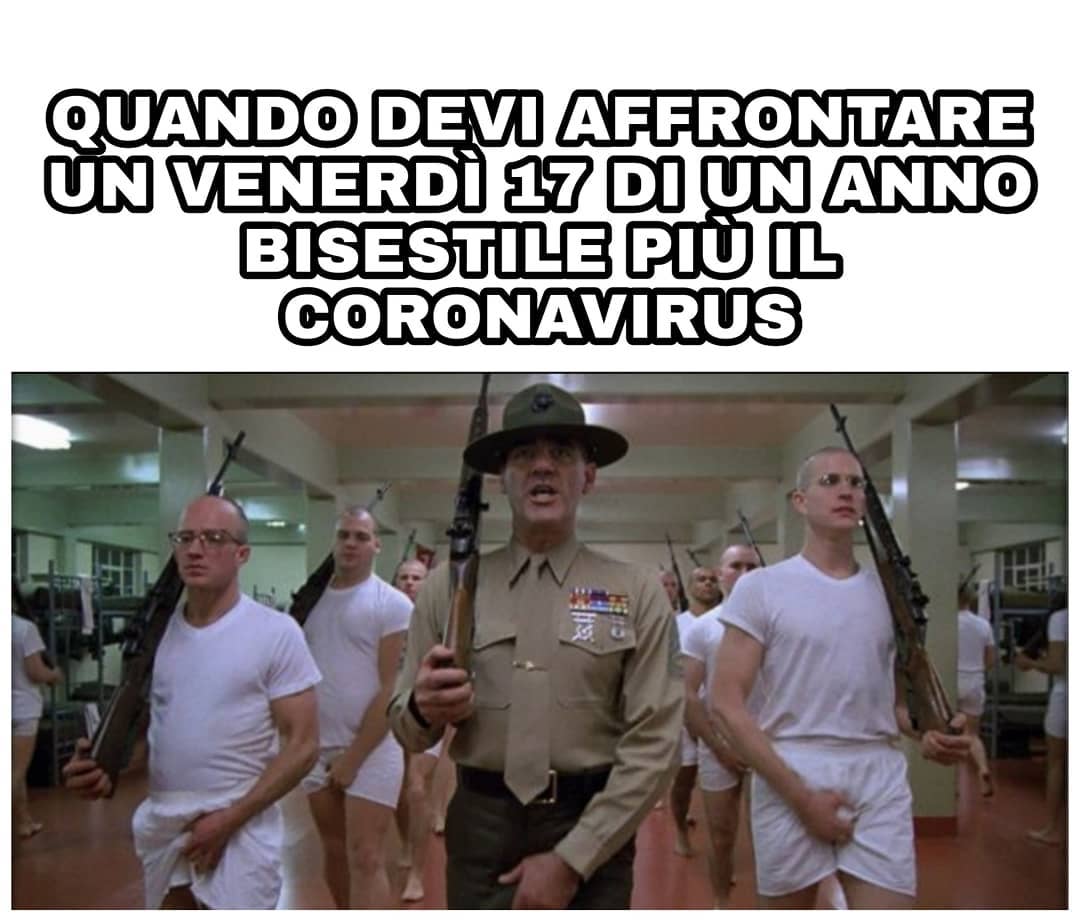 QUANDO DEVI AFFRONTARE
UN VENERDÌ 17 DI UN ANNO
BISESTILE PIÙ IL
CORONAVIRUS